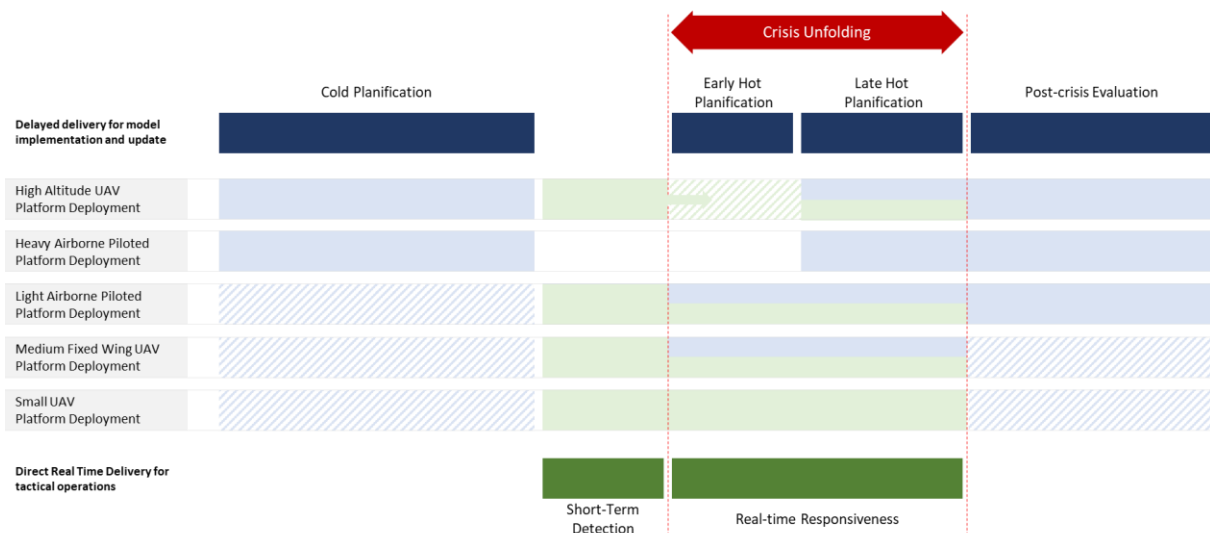 Crisis Unfolding
Cold Planification
Early Hot
Planification
Late Hot
Planification
Post-crisis Evaluation
Delayed delivery for model
implementation and update
High Altitude UAV
Platform Deployment
Heavy Airborne Piloted
Platform Deployment
Light Airborne Piloted
Platform Deployment
Medium Fixed Wing UAV
Platform Deployment
Small UAV
Platform Deployment
Direct Real Time Delivery for
tactical operations
Short-Term
Detection
Real-time Responsiveness